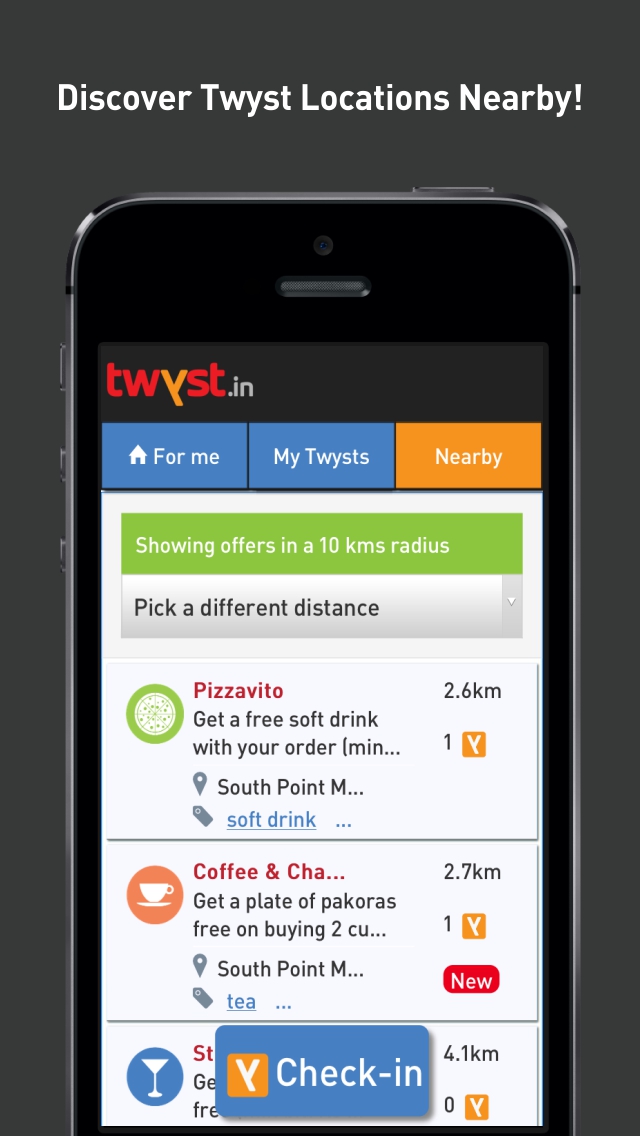 Discover Twyst Locations Nearby!
twyst.in
For me
My Twysts
Nearby
Showing offers in a 10 kms radius
Pick a different distance
Pizzavito
2.6km
Get a free soft drink
with your order (min...
1
South Point M...
soft drink ...
Coffee & Cha...
2.7km
Get a plate of pakoras
free on buying 2 cu...
1
South Point M...
New
tea ...
St
4.1km
Ge
fre
0
Check-in